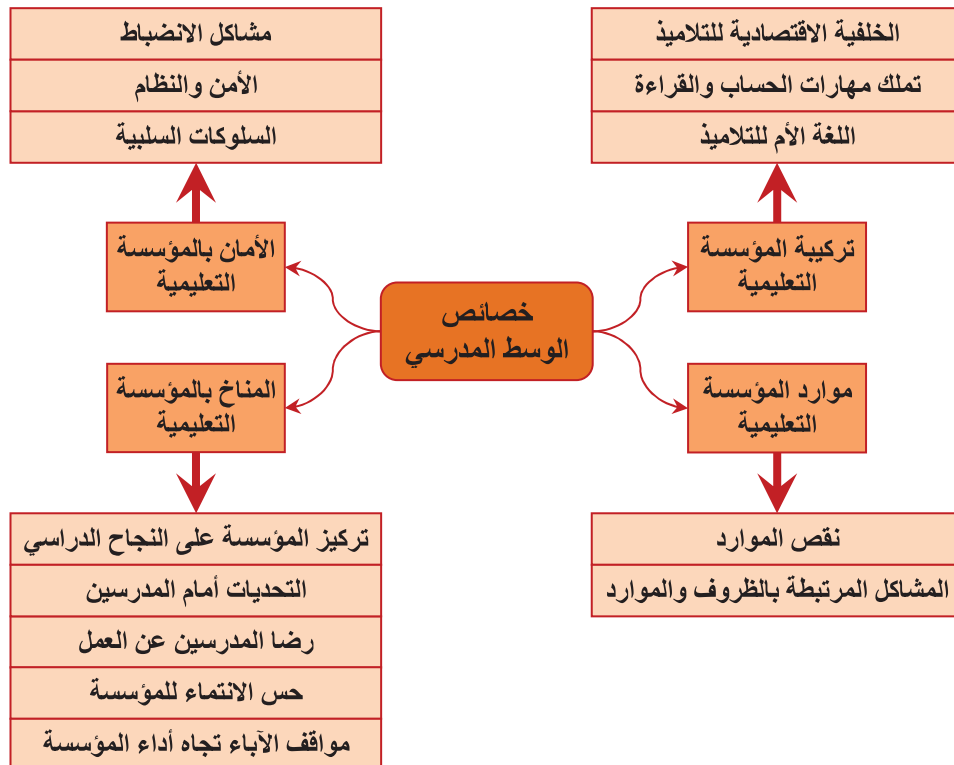 الخلفية الاقتصادية للتلاميذ
تملك مهارات الحساب والقراءة
اللغة الأم للتلاميذ
مشاكل الانضباط
الأمن والنظام
السلوكات السلبية
تركيبة المؤسسة
التعليمية
الأمان بالمؤسسة
التعليمية
خصائص
الوسط المدرسي
موارد المؤسسة
التعليمية
المناخ بالمؤسسة
التعليمية
نقص الموارد
المشاكل المرتبطة بالظروف والموارد
تركيز المؤسسة على النجاح الدراسي
التحديات أمام المدرسين
رضا المدرسين عن العمل
حس الانتماء للمؤسسة
مواقف الآباء تجاه أداء المؤسسة